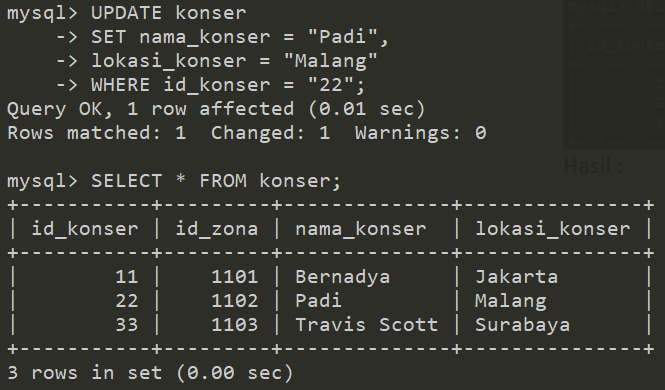 mysql> UPDATE konser
    -> SET nama_konser = "Padi",
    -> lokasi_konser = "Malang"
    -> WHERE id_konser = "22";
Query OK, 1 row affected (0.01 sec)
Rows matched: 1  Changed: 1  Warnings: 0

mysql> SELECT * FROM konser;
+-----------+---------+--------------+---------------+
| id_konser | id_zona | nama_konser  | lokasi_konser |
+-----------+---------+--------------+---------------+
|        11 |    1101 | Bernadya     | Jakarta       |
|        22 |    1102 | Padi         | Malang        |
|        33 |    1103 | Travis Scott | Surabaya      |
+-----------+---------+--------------+---------------+
3 rows in set (0.00 sec)
Hasil :